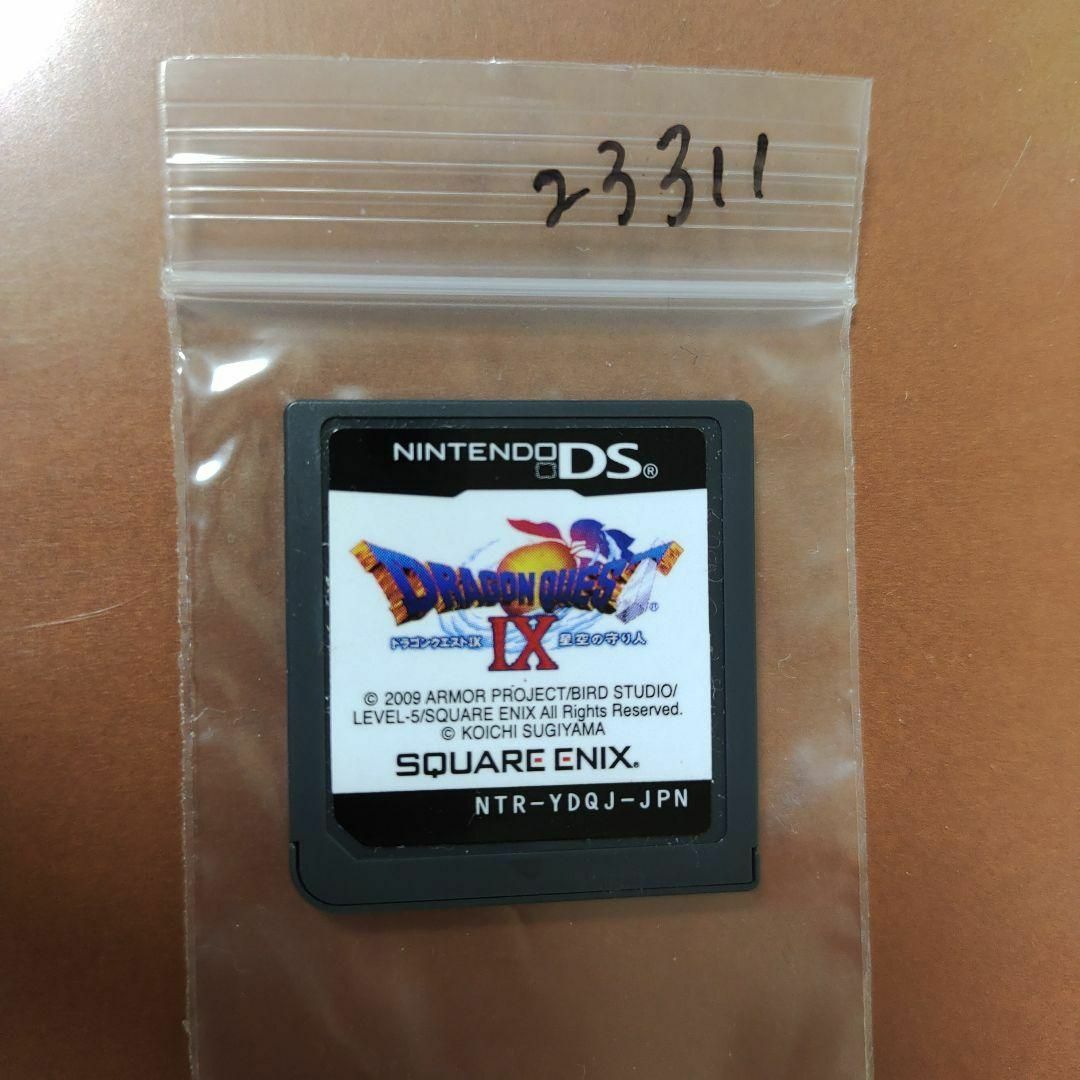 23311
NINTENDO DS®
DRAGON QUEST®
ドラゴンクエストIX IX 星空の守り人
© 2009 ARMOR PROJECT/BIRD STUDIO/
LEVEL-5/SQUARE ENIX All Rights Reserved.
© KOICHI SUGIYAMA
SQUARE ENIX®
NTR-YDQJ-JPN